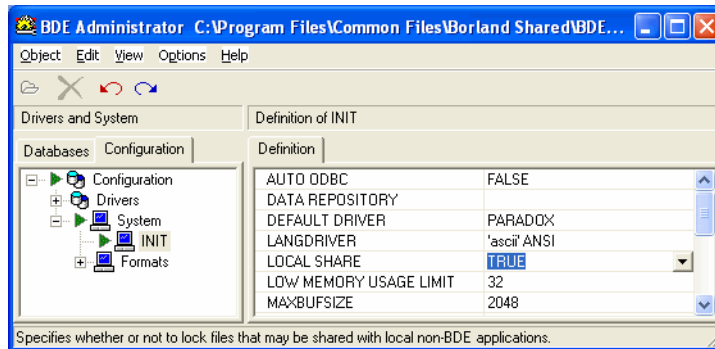 BDE Administrator C:\Program Files\Common Files\Borland Shared\BDE...
Object Edit View Options Help
Drivers and System
Definition of INIT
Databases Configuration
Definition
Configuration
Drivers
System
INIT
Formats
AUTO ODBC FALSE
DATA REPOSITORY
DEFAULT DRIVER PARADOX
LANGDRIVER 'ascii' ANSI
LOCAL SHARE TRUE
LOW MEMORY USAGE LIMIT 32
MAXBUFSIZE 2048
Specifies whether or not to lock files that may be shared with local non-BDE applications.